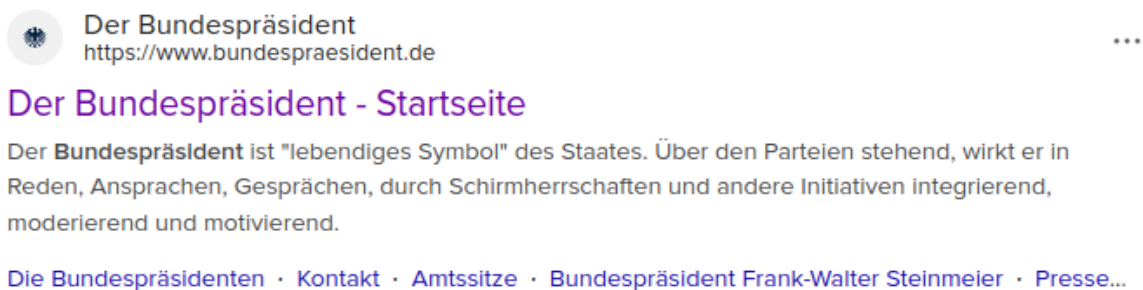 Der Bundespräsident
https://www.bundespraesident.de
...
Der Bundespräsident - Startseite
Der Bundespräsident ist "lebendiges Symbol" des Staates. Über den Parteien stehend, wirkt er in
Reden, Ansprachen, Gesprächen, durch Schirmherrschaften und andere Initiativen integrierend,
moderierend und motivierend.
Die Bundespräsidenten · Kontakt · Amtssitze · Bundespräsident Frank-Walter Steinmeier · Presse...